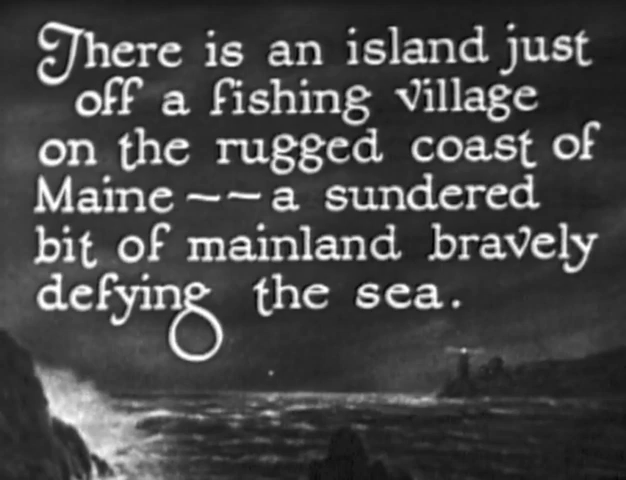 There is an island just
off a fishing village
on the rugged coast of
Maine -- a sundered
bit of mainland bravely
defying the sea.